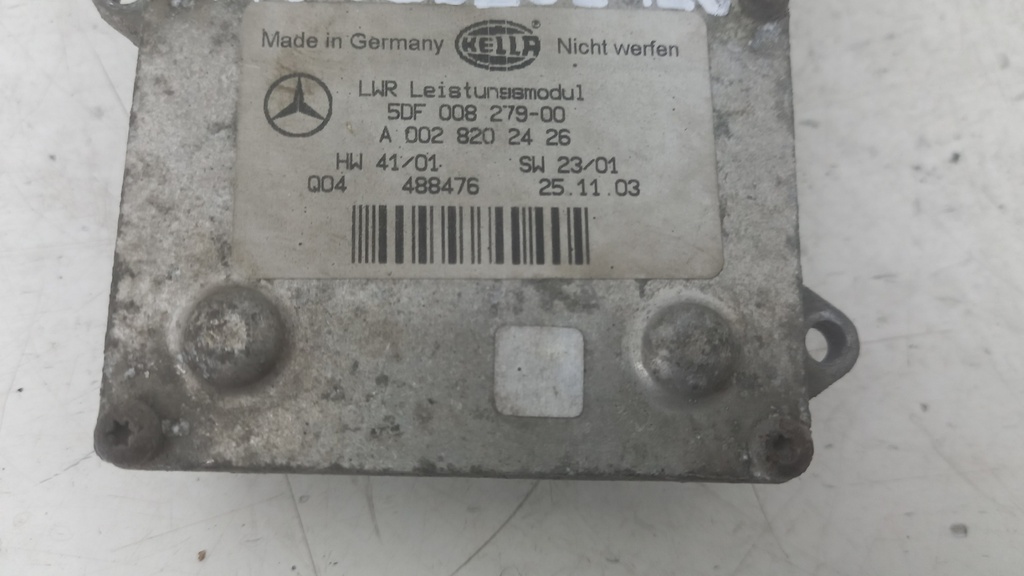 Made in Germany HELLA® Nicht werfen
LWR Leistungsmodul
5DF 008 279-00
A 002 820 24 26
HW 41/01 SW 23/01
Q04 488476 25.11.03